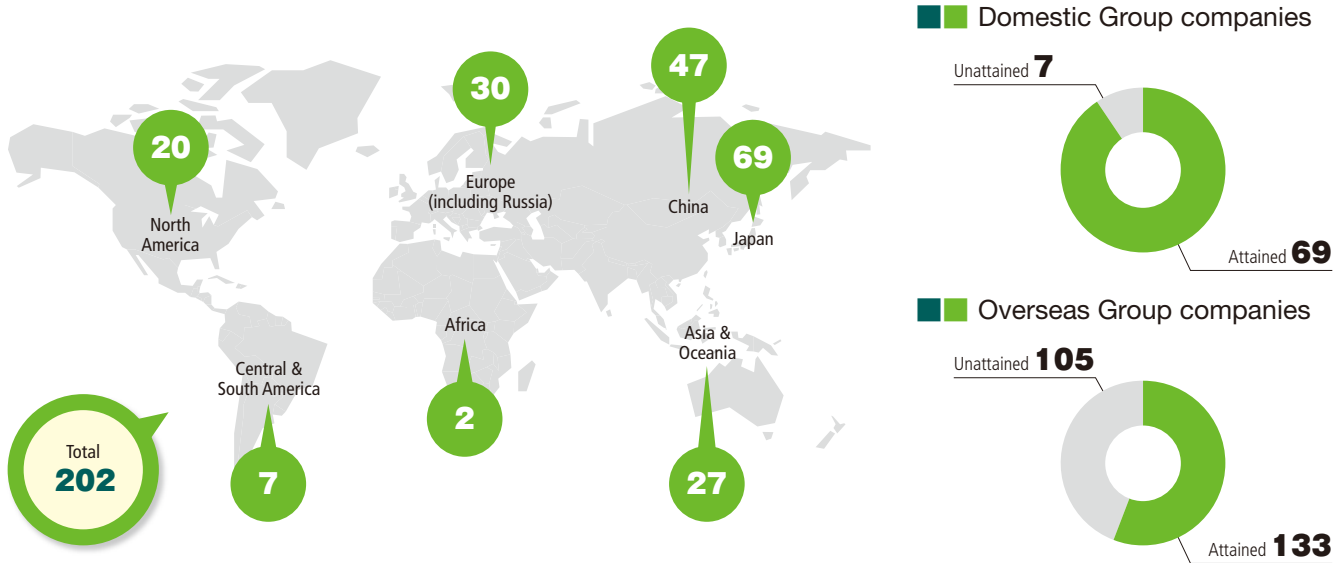 20
North
America
30
Europe
(including Russia)
47
China
69
Japan
Africa
2
Asia &
Oceania
27
Central &
South America
7
Total
202
Domestic Group companies
Unattained 7
Attained 69
Overseas Group companies
Unattained 105
Attained 133